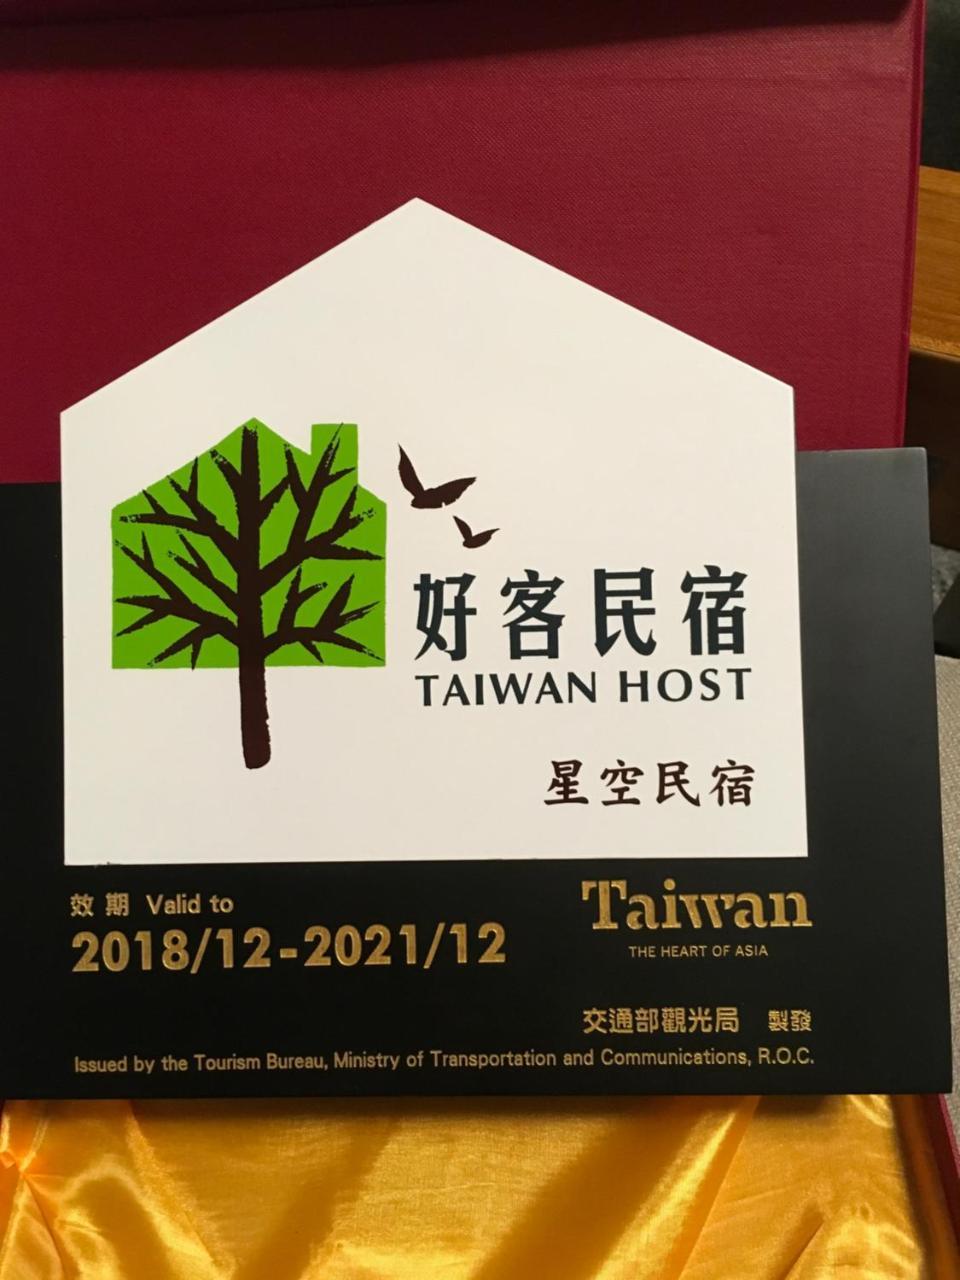 好客民宿
TAIWAN HOST
星空民宿
效期 Valid to
2018/12-2021/12
Taiwan
THE HEART OF ASIA
交通部觀光局 製發
Issued by the Tourism Bureau, Ministry of Transportation and Communications, R.O.C.